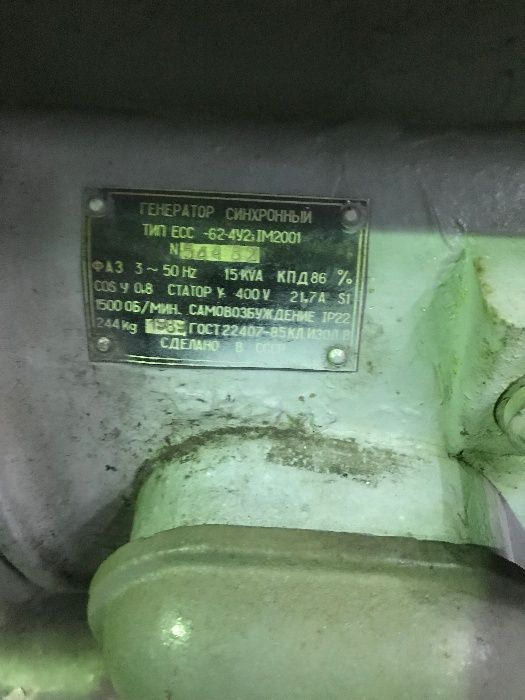 ГЕНЕРАТОР СИНХРОННЫЙ
ТИП ЕСС -62-4У2 IM2001
N
ФАЗ 3~50 Hz 15 KVA КПД 86 %
COS φ 0.8 СТАТОР Y 400 V 21.7A S1
1500 ОБ/МИН. САМОВОЗБУЖДЕНИЕ IP22
244 Kg ГОСТ 22407-85 КЛ.ИЗОЛ.В
СДЕЛАНО В СССР